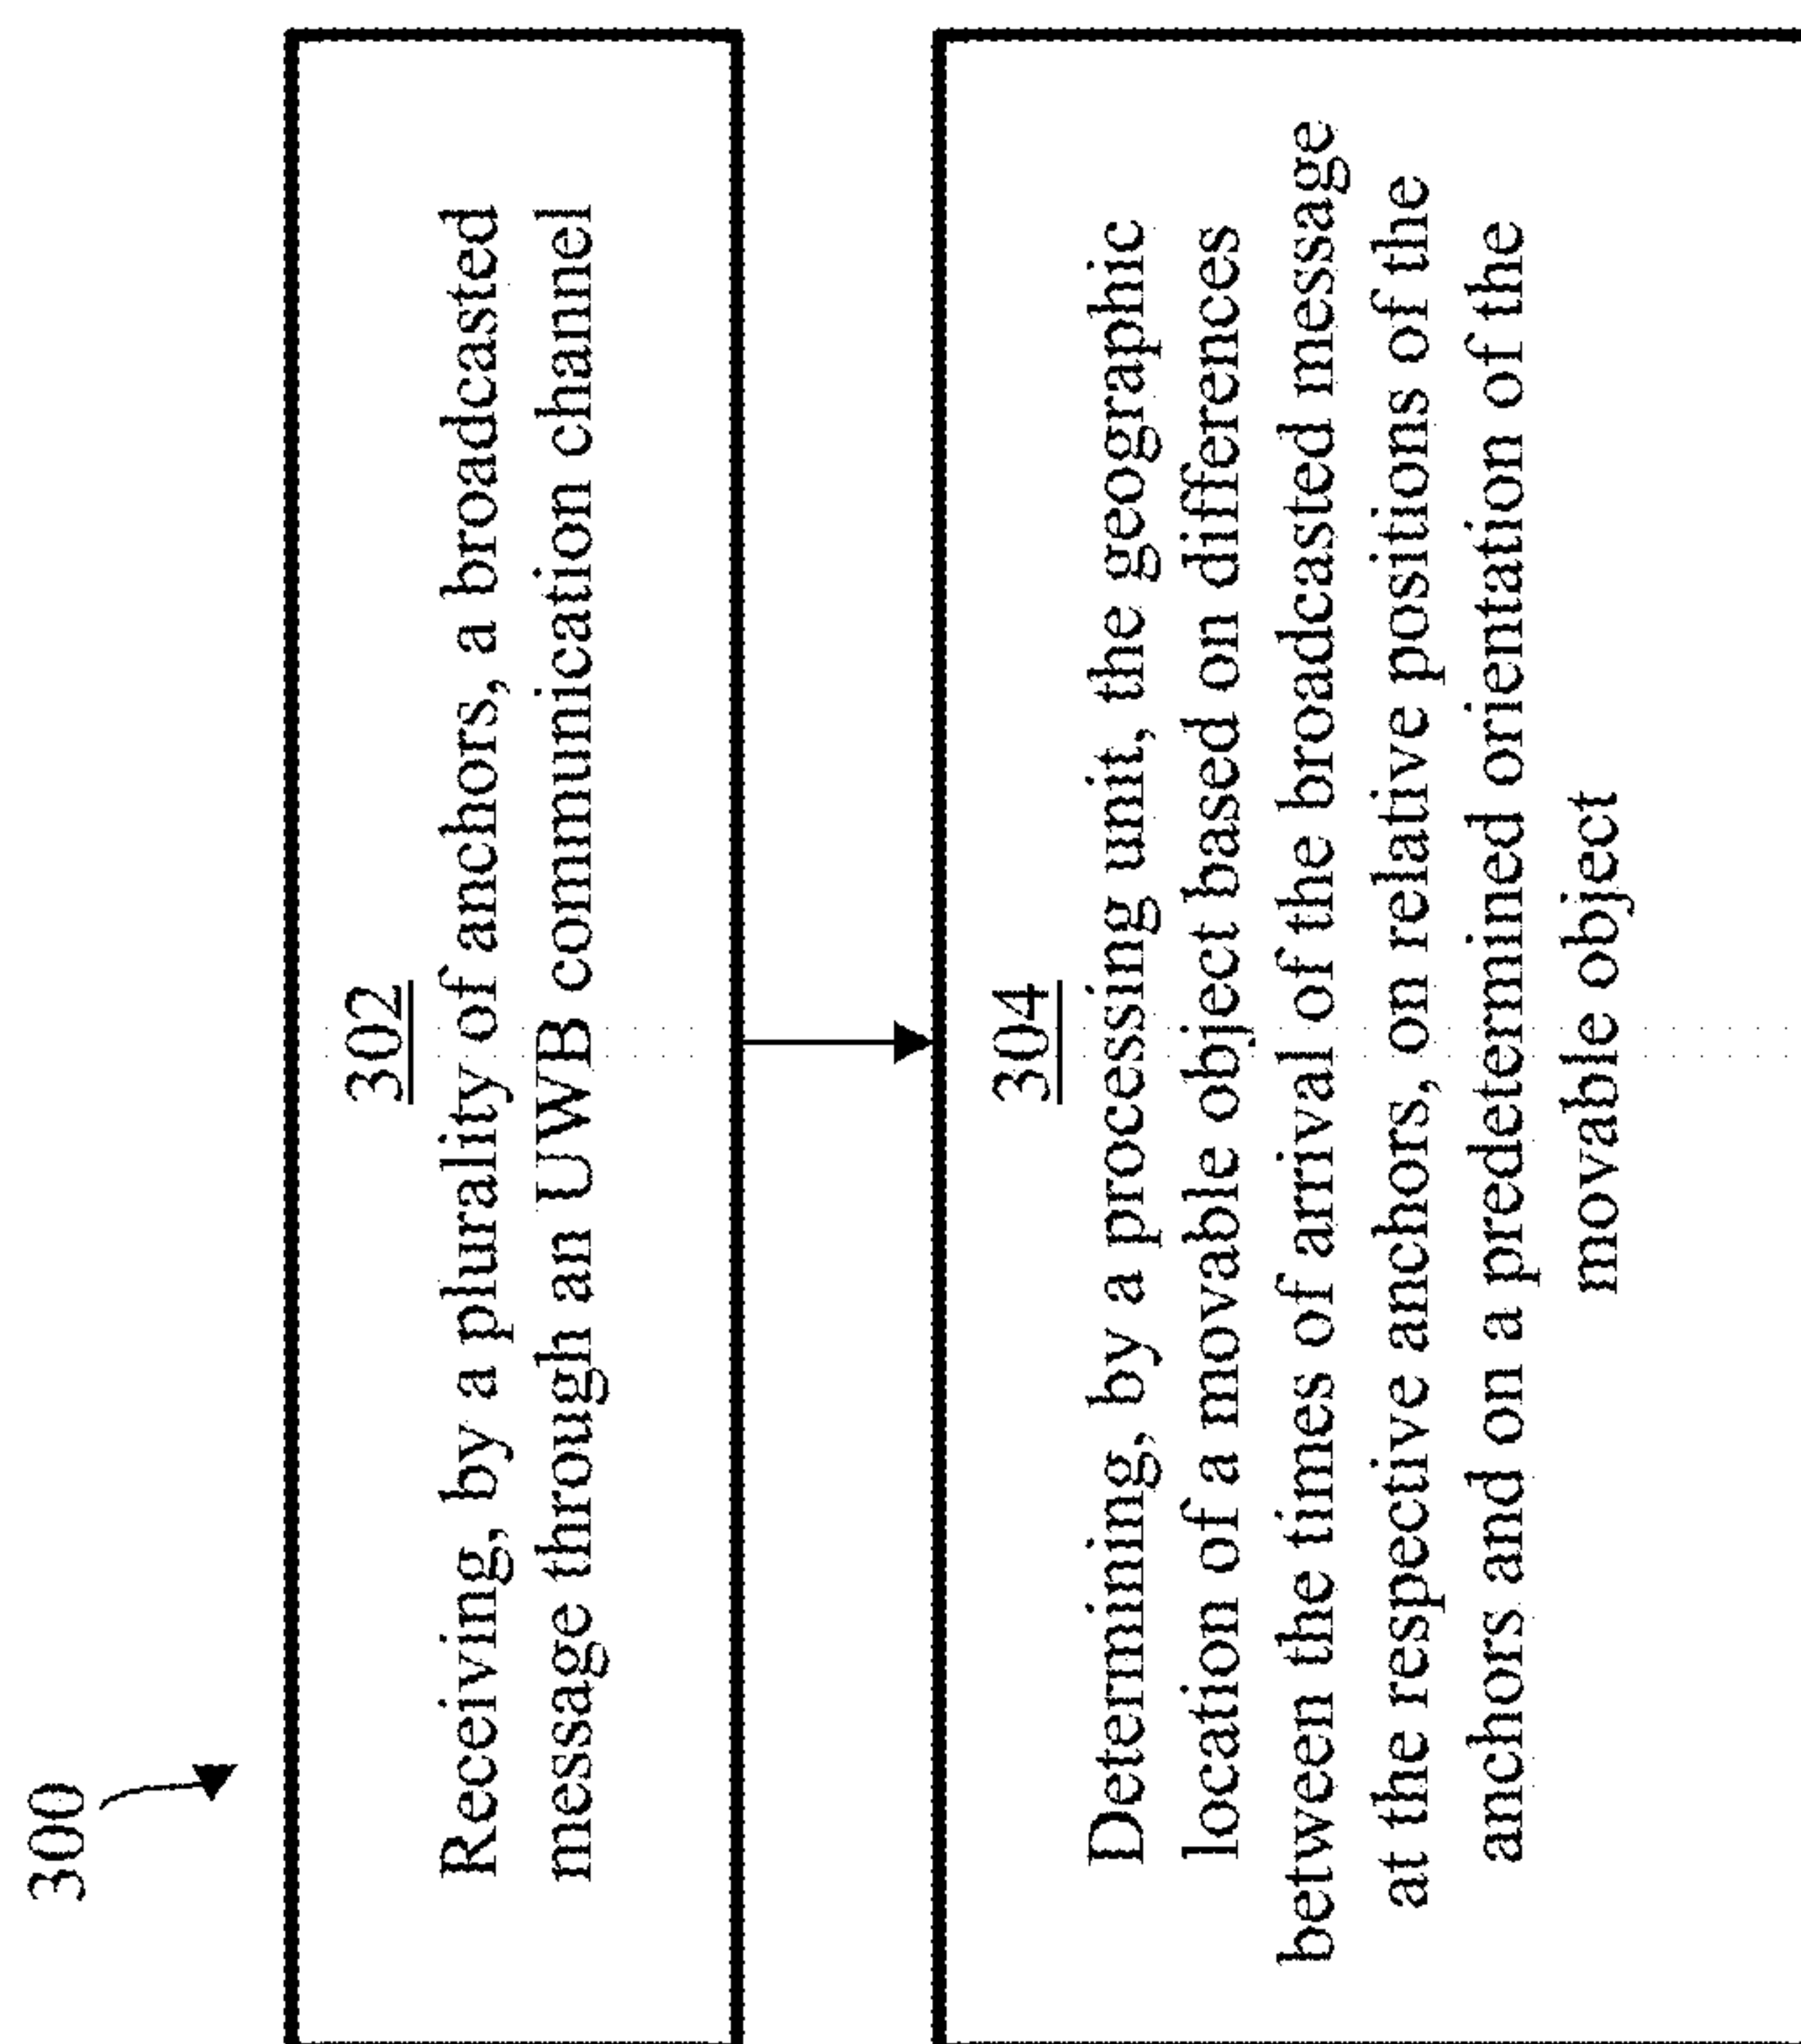 300
302
Receiving, by a plurality of anchors, a broadcasted
message through an UWB communication channel
304
Determining, by a processing unit, the geographic
location of a movable object based on differences
between the times of arrival of the broadcasted message
at the respective anchors, on relative positions of the
anchors and on a predetermined orientation of the
movable object